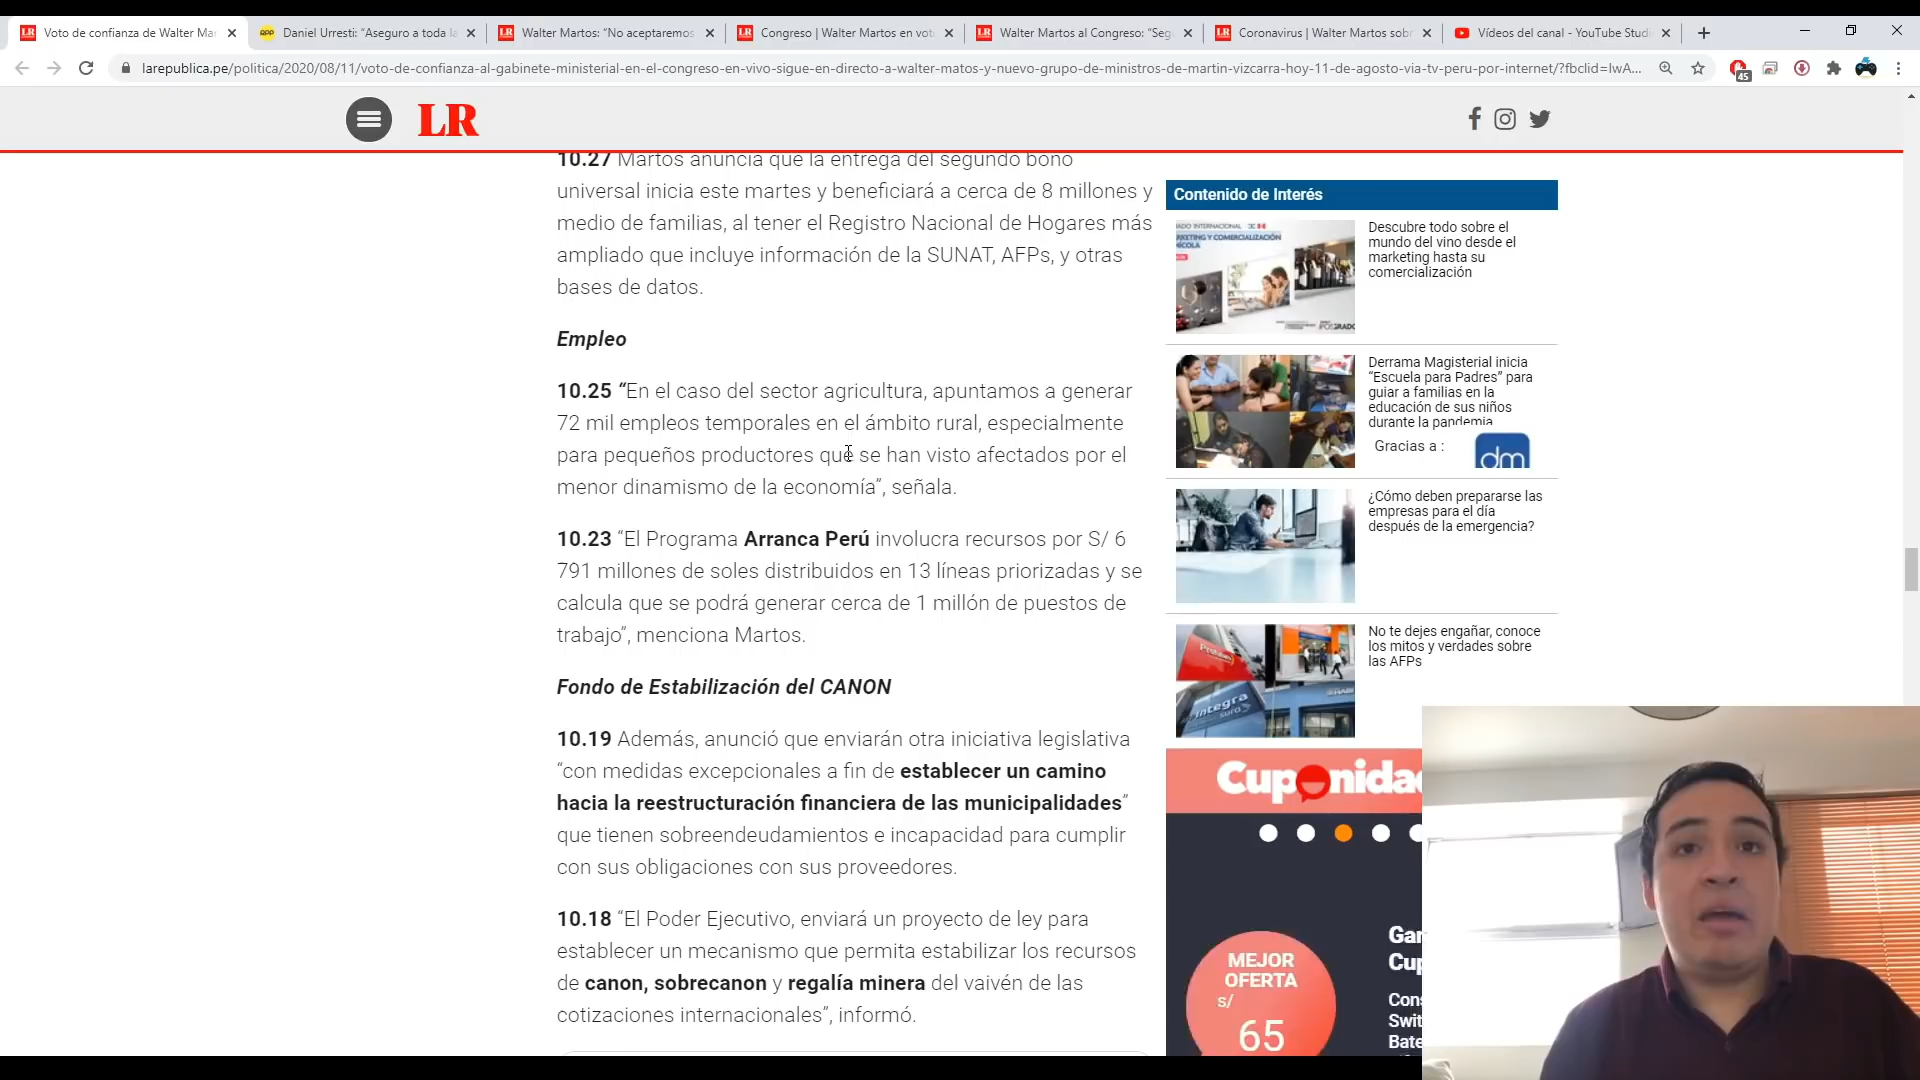 Voto de confianza de Walter Mar
Daniel Urresti: “Aseguro a toda la
Walter Martos: “No aceptaremos
Congreso | Walter Martos en voto
Walter Martos al Congreso: “Seg
Coronavirus | Walter Martos sobr
Vídeos del canal - YouTube Studi
larepublica.pe/politica/2020/08/11/voto-de-confianza-al-gabinete-ministerial-en-el-congreso-en-vivo-sigue-en-directo-a-walter-matos-y-nuevo-grupo-de-ministros-de-martin-vizcarra-hoy-11-de-agosto-via-tv-peru-por-internet/?fbclid=IwA...
45
LR
10.27 Martos anuncia que la entrega del segundo bono
universal inicia este martes y beneficiará a cerca de 8 millones y
medio de familias, al tener el Registro Nacional de Hogares más
ampliado que incluye información de la SUNAT, AFPs, y otras
bases de datos.
Empleo
10.25 “En el caso del sector agricultura, apuntamos a generar
72 mil empleos temporales en el ámbito rural, especialmente
para pequeños productores que se han visto afectados por el
menor dinamismo de la economía”, señala.
10.23 “El Programa Arranca Perú involucra recursos por S/ 6
791 millones de soles distribuidos en 13 líneas priorizadas y se
calcula que se podrá generar cerca de 1 millón de puestos de
trabajo”, menciona Martos.
Fondo de Estabilización del CANON
10.19 Además, anunció que enviarán otra iniciativa legislativa
“con medidas excepcionales a fin de establecer un camino
hacia la reestructuración financiera de las municipalidades”
que tienen sobreendeudamientos e incapacidad para cumplir
con sus obligaciones con sus proveedores.
10.18 “El Poder Ejecutivo, enviará un proyecto de ley para
establecer un mecanismo que permita estabilizar los recursos
de canon, sobrecanon y regalía minera del vaivén de las
cotizaciones internacionales”, informó.
Contenido de Interés
Descubre todo sobre el
mundo del vino desde el
marketing hasta su
comercialización
Derrama Magisterial inicia
“Escuela para Padres” para
guiar a familias en la
educación de sus niños
durante la pandemia
Gracias a :
dm
¿Cómo deben prepararse las
empresas para el día
después de la emergencia?
No te dejes engañar, conoce
los mitos y verdades sobre
las AFPs
Integra
Cuponida
MEJOR
OFERTA
S/
65
Gar
Cup
Cons
Swit
Bate